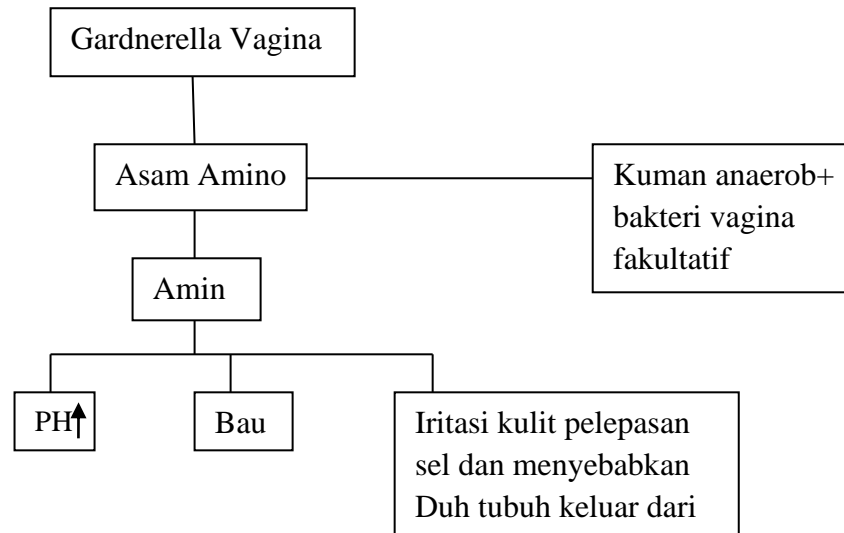 Gardnerella Vagina
Asam Amino
Kuman anaerob+
bakteri vagina
fakultatif
Amin
PH
Bau
Iritasi kulit pelepasan
sel dan menyebabkan
Duh tubuh keluar dari